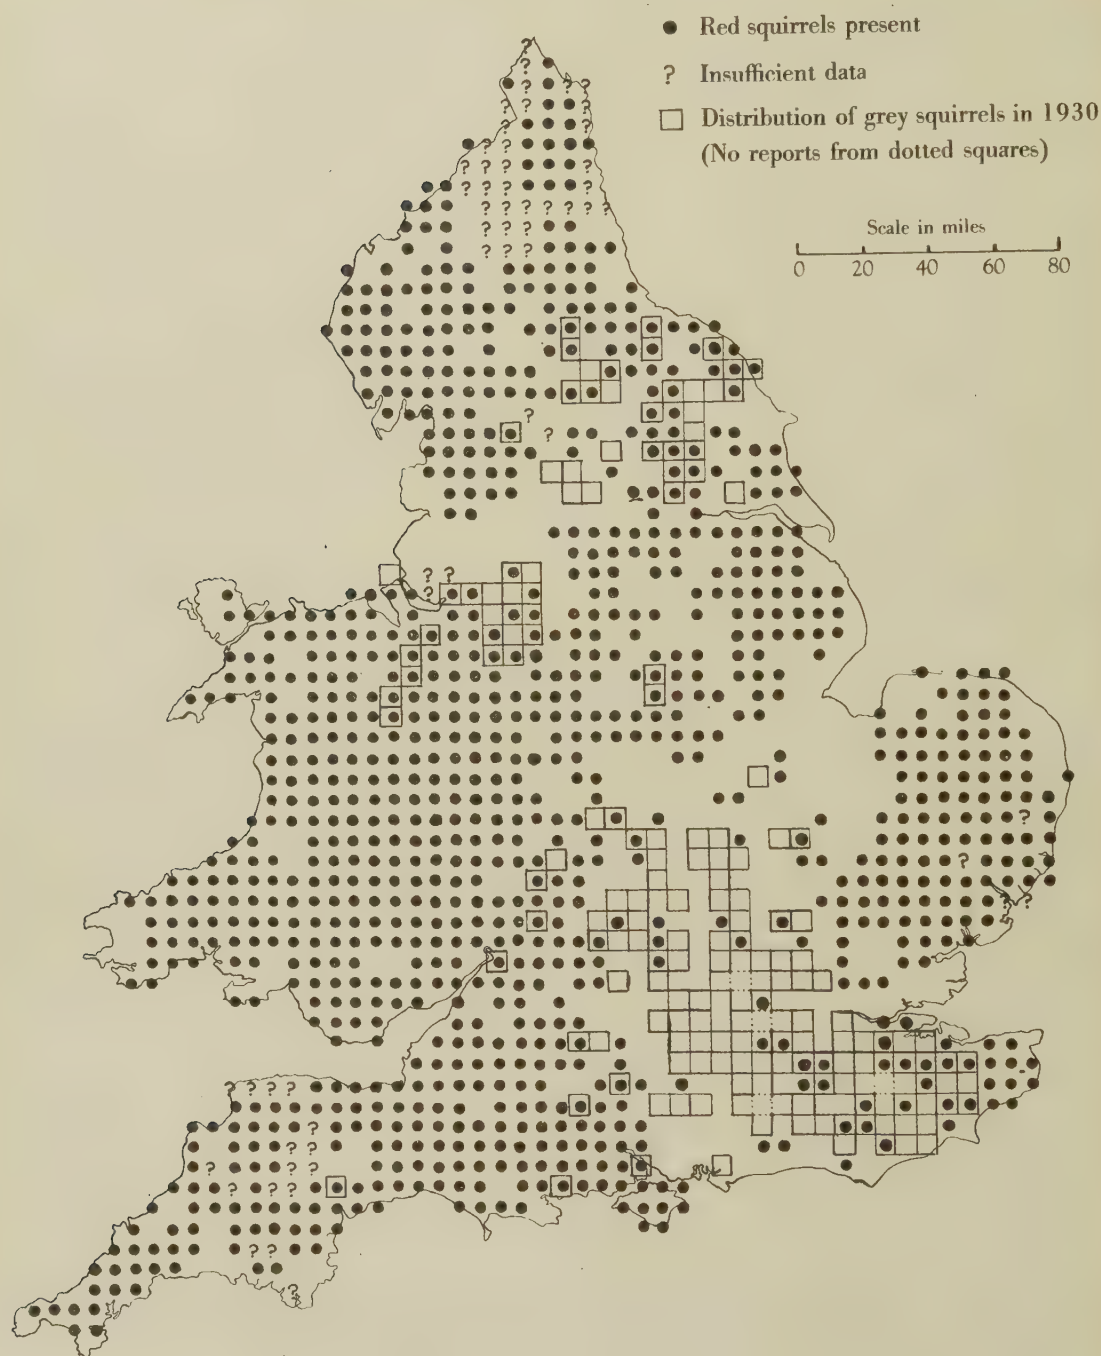 Red squirrels present
? Insufficient data
Distribution of grey squirrels in 1930
(No reports from dotted squares)
Scale in miles
0 20 40 60 80